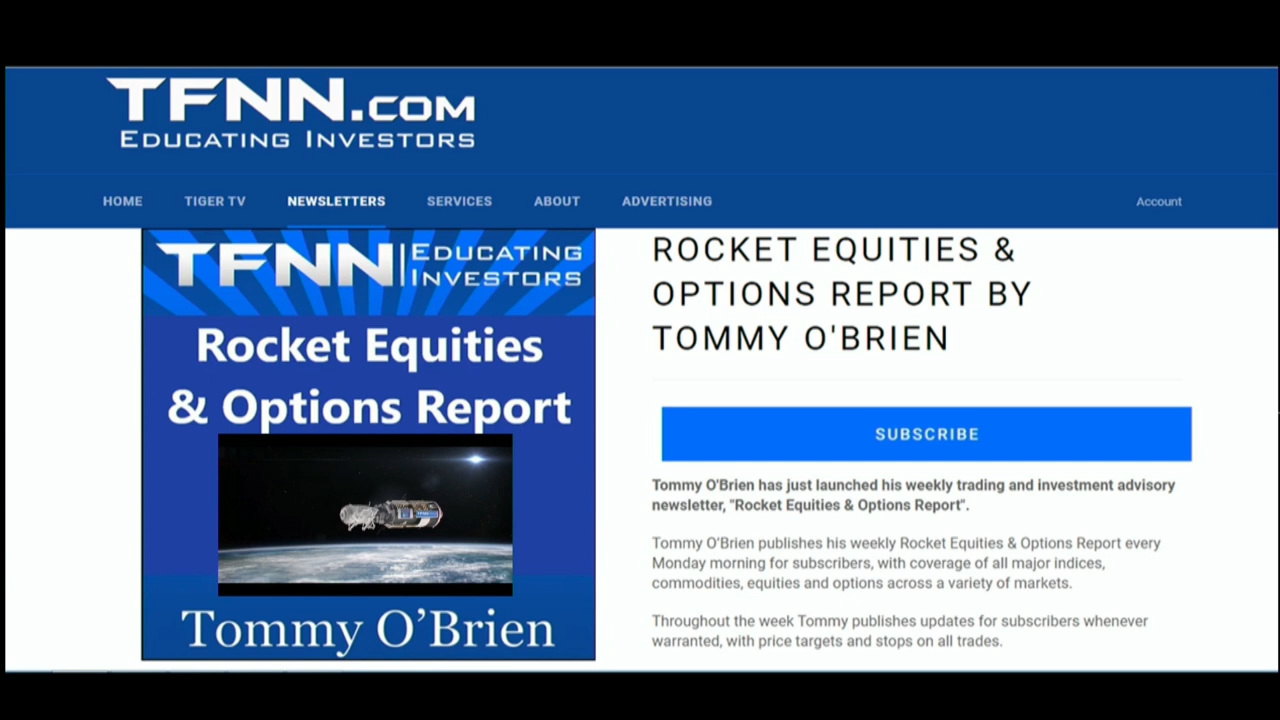 TFNN.COM
EDUCATING INVESTORS
HOME TIGER TV NEWSLETTERS SERVICES ABOUT ADVERTISING Account
TFNN EDUCATING
INVESTORS
Rocket Equities
& Options Report
Tommy O'Brien
ROCKET EQUITIES &
OPTIONS REPORT BY
TOMMY O'BRIEN
SUBSCRIBE
Tommy O'Brien has just launched his weekly trading and investment advisory
newsletter, "Rocket Equities & Options Report".
Tommy O'Brien publishes his weekly Rocket Equities & Options Report every
Monday morning for subscribers, with coverage of all major indices,
commodities, equities and options across a variety of markets.
Throughout the week Tommy publishes updates for subscribers whenever
warranted, with price targets and stops on all trades.